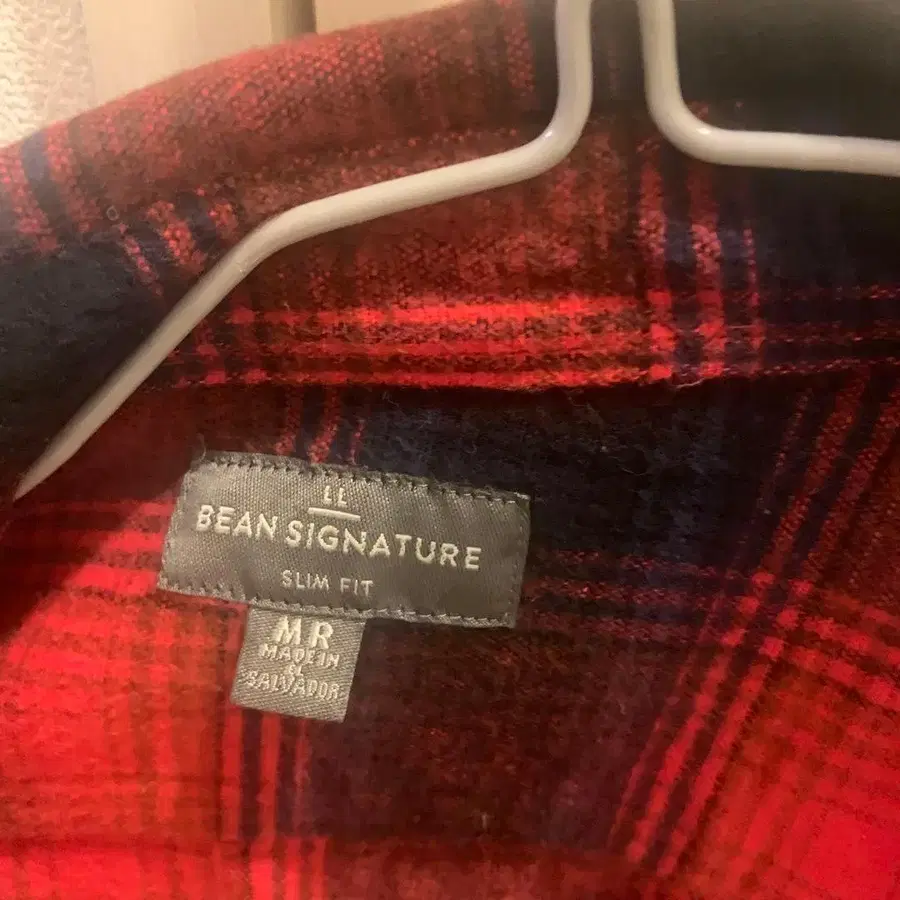 LL
BEAN SIGNATURE
SLIM FIT
MR
MADE IN
EL
SALVADOR